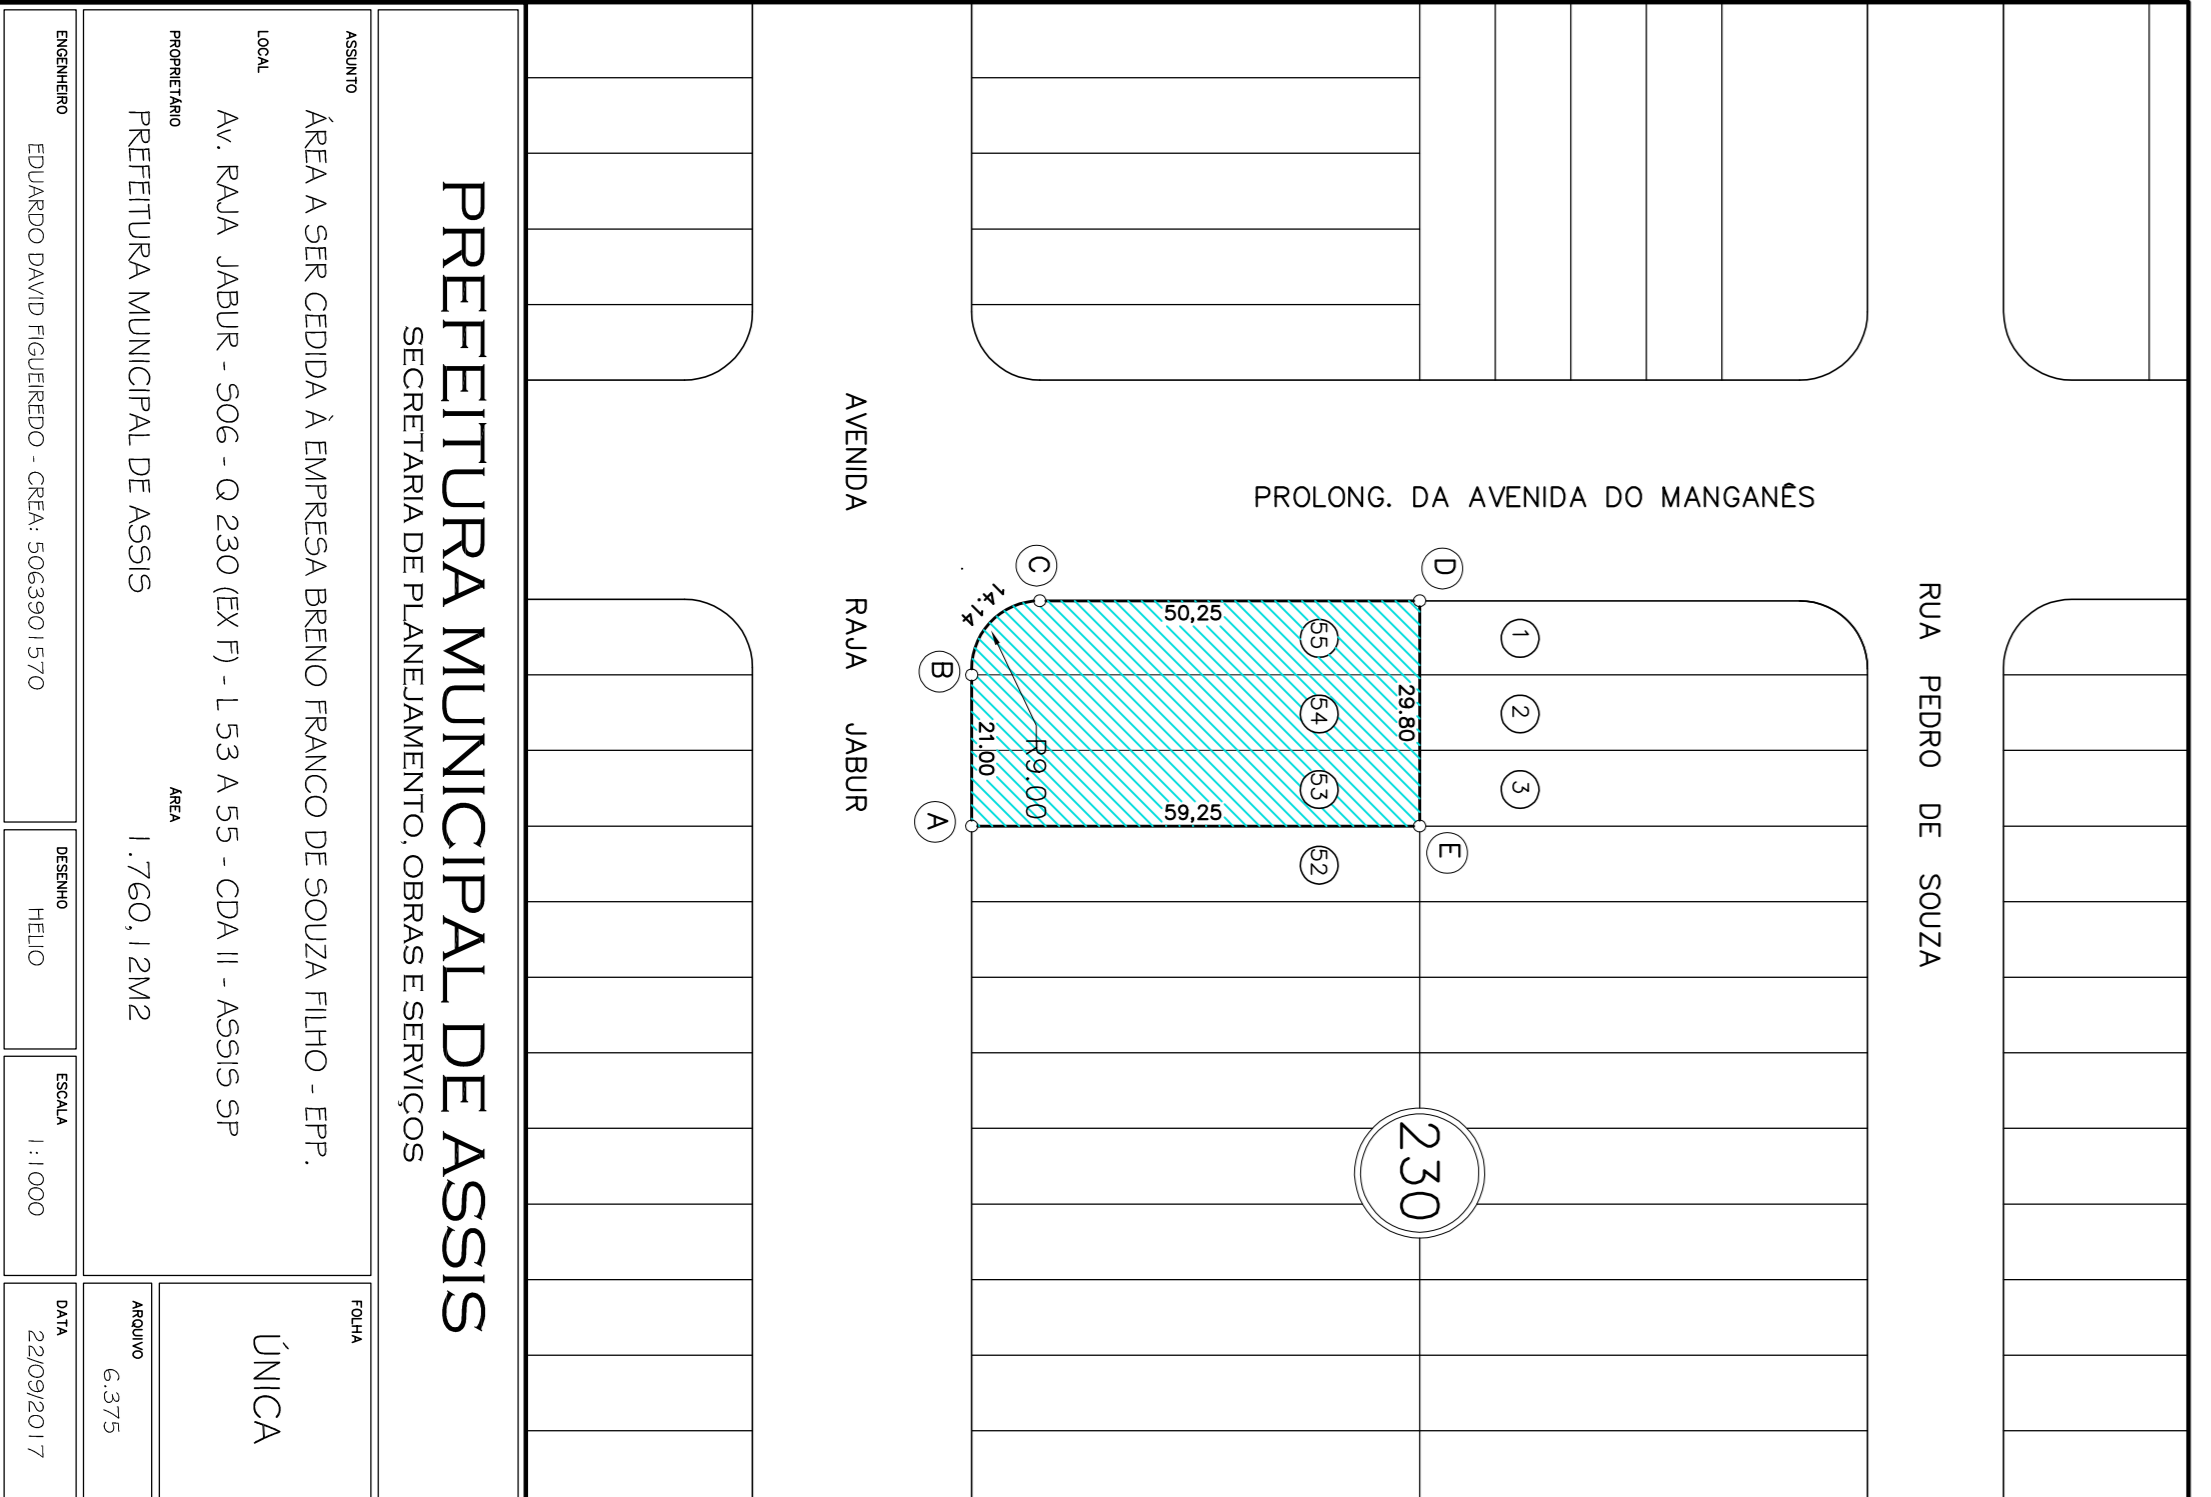 RUA PEDRO DE SOUZA
PROLONG. DA AVENIDA DO MANGANÊS
1
2
3
D
E
29.80
55
54
53
52
50,25
59,25
230
C
14.14
R9.00
B
21.00
A
AVENIDA RAJA JABUR
PREFEITURA MUNICIPAL DE ASSIS
SECRETARIA DE PLANEJAMENTO, OBRAS E SERVIÇOS
ASSUNTO
ÁREA A SER CEDIDA À EMPRESA BRENO FRANCO DE SOUZA FILHO - EPP.
LOCAL
Av. RAJA JABUR - S06 - Q 230 (EX F) - L 53 A 55 - CDA II - ASSIS SP
PROPRIETÁRIO
PREFEITURA MUNICIPAL DE ASSIS
ÁREA
1.760,12M2
FOLHA
ÚNICA
ARQUIVO
6.375
ENGENHEIRO
EDUARDO DAVID FIGUEIREDO - CREA: 5063901570
DESENHO
HELIO
ESCALA
1:1000
DATA
22/09/2017